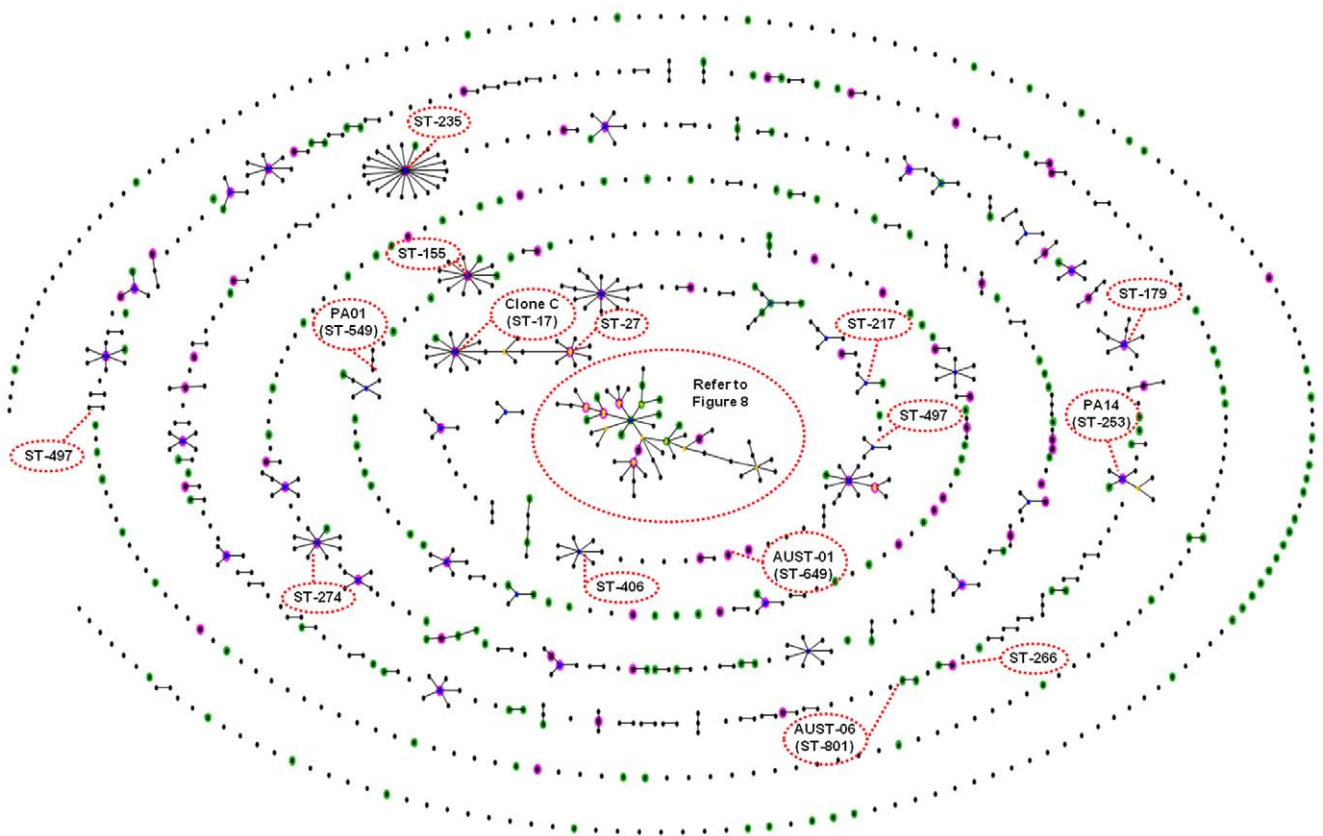 ST-235
ST-155
Clone C
(ST-17)
ST-27
PA01
(ST-549)
ST-217
ST-179
Refer to
Figure 8
PA14
(ST-253)
ST-497
ST-497
AUST-01
(ST-649)
ST-406
ST-274
ST-266
AUST-06
(ST-801)